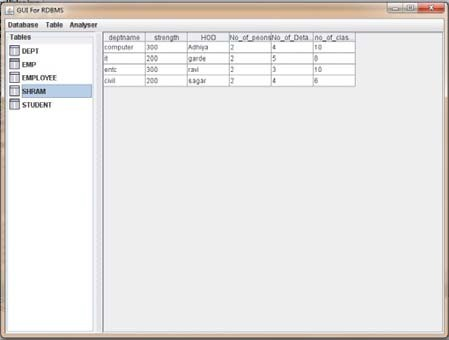 GUI For RDBMS
Database Table Analyser
Tables
DEPT
EMP
EMPLOYEE
SHRAM
STUDENT
deptname strength HOD No_of_peons No_of_Deta... no_of_clas...
computer 300 Adhiya 2 4 10
it 200 garde 2 5 8
entc 300 ravi 2 3 10
civil 200 sagar 2 4 6